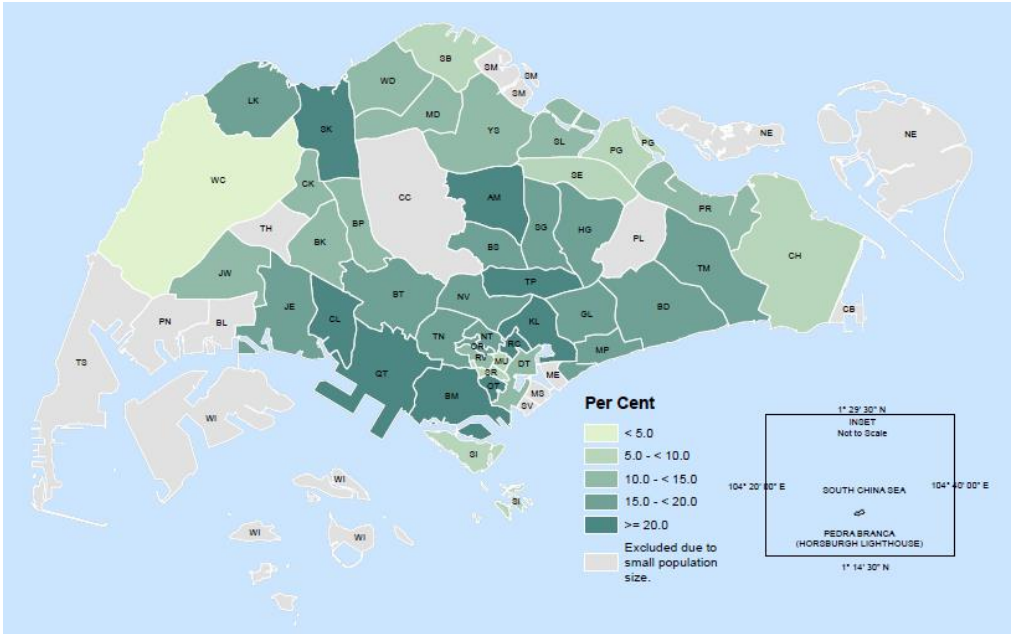 SB
SM
SM
SM
WD
LK
MD
SK
YS
SL
PG
PG
NE
NE
SE
WC
CK
CC
AM
PR
BP
TH
BK
BS
SG
HG
PL
CH
JW
TM
TP
BT
NV
JE
CL
KL
GL
BD
PN
BL
CB
TN
NT
OR
RC
MP
RV
MU
DT
TS
QT
SR
ME
OT
MS
BM
SV
WI
SI
WI
SI
WI
WI
Per Cent
< 5.0
5.0 - < 10.0
10.0 - < 15.0
15.0 - < 20.0
>= 20.0
Excluded due to
small population
size.
1° 29' 30" N
INSET
Not to Scale
104° 20' 00" E
104° 40' 00" E
SOUTH CHINA SEA
PEDRA BRANCA
(HORSBURGH LIGHTHOUSE)
1° 14' 30" N